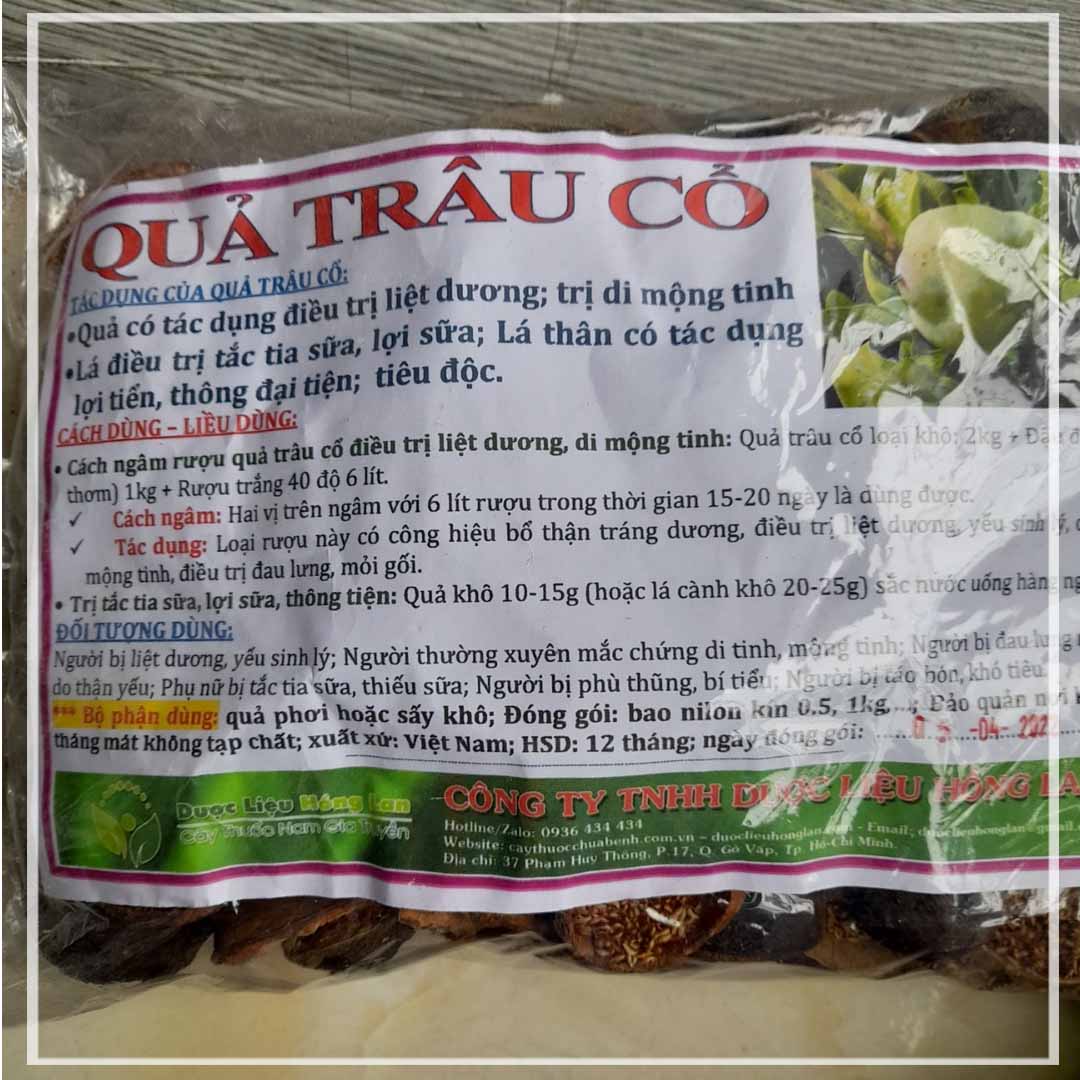 QUẢ TRÂU CỔ
TÁC DỤNG CỦA QUẢ TRÂU CỔ:
•Quả có tác dụng điều trị liệt dương; trị di mộng tinh
•Lá điều trị tắc tia sữa, lợi sữa; Lá thân có tác dụng
lợi tiển, thông đại tiện; tiêu độc.
CÁCH DÙNG – LIỀU DÙNG:
• Cách ngâm rượu quả trâu cổ điều trị liệt dương, di mộng tinh: Quả trâu cổ loại khô: 2kg + Đậu
thơm) 1kg + Rượu trắng 40 độ 6 lít.
✓ Cách ngâm: Hai vị trên ngâm với 6 lít rượu trong thời gian 15-20 ngày là dùng được.
✓ Tác dụng: Loại rượu này có công hiệu bổ thận tráng dương, điều trị liệt dương, yếu sinh lý,
mộng tình, điều trị đau lưng, mỏi gối.
• Trị tắc tia sữa, lợi sữa, thông tiện: Quả khô 10-15g (hoặc lá cành khô 20-25g) sắc nước uống hàng
ĐỐI TƯỢNG DÙNG:
Người bị liệt dương, yếu sinh lý; Người thường xuyên mắc chứng di tinh, mộng tinh; Người bị đau lưng
do thận yếu; Phụ nữ bị tắc tia sữa, thiếu sữa; Người bị phù thũng, bí tiểu; Người bị táo bón, khó tiêu.
*** Bộ phận dùng: quả phơi hoặc sấy khô; Đóng gói: bao nilon kín 0.5, 1kg,..; Bảo quản nơi
tháng mát không tạp chất; xuất xứ: Việt Nam; HSD: 12 tháng; ngày đóng gói:
Dược Liệu Hồng Lan
Cây Thuốc Nam Gia Truyền
CÔNG TY TNHH DƯỢC LIỆU HỒNG
Hotline/Zalo: 0936 434 434
Website: caythuocchuabenh.com.vn – duoclieuhonglan.com - Email: duoclieuhonglan@gmail.
Địa chỉ: 37 Phạm Huy Thông, P.17, Q. Gò Vấp, Tp. Hồ Chí Minh.